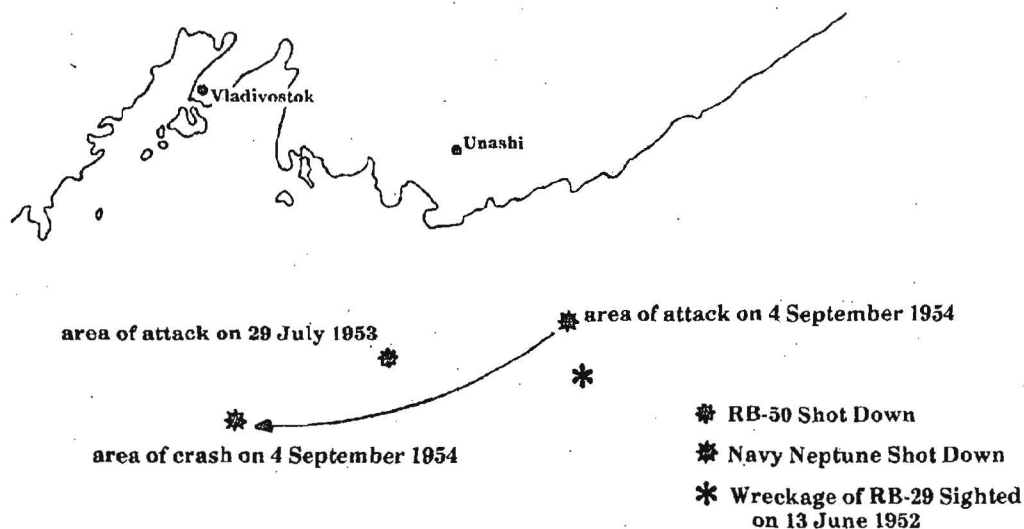 Vladivostok
Unashi
area of attack on 4 September 1954
area of attack on 29 July 1953
area of crash on 4 September 1954
RB-50 Shot Down
Navy Neptune Shot Down
Wreckage of RB-29 Sighted
on 13 June 1952